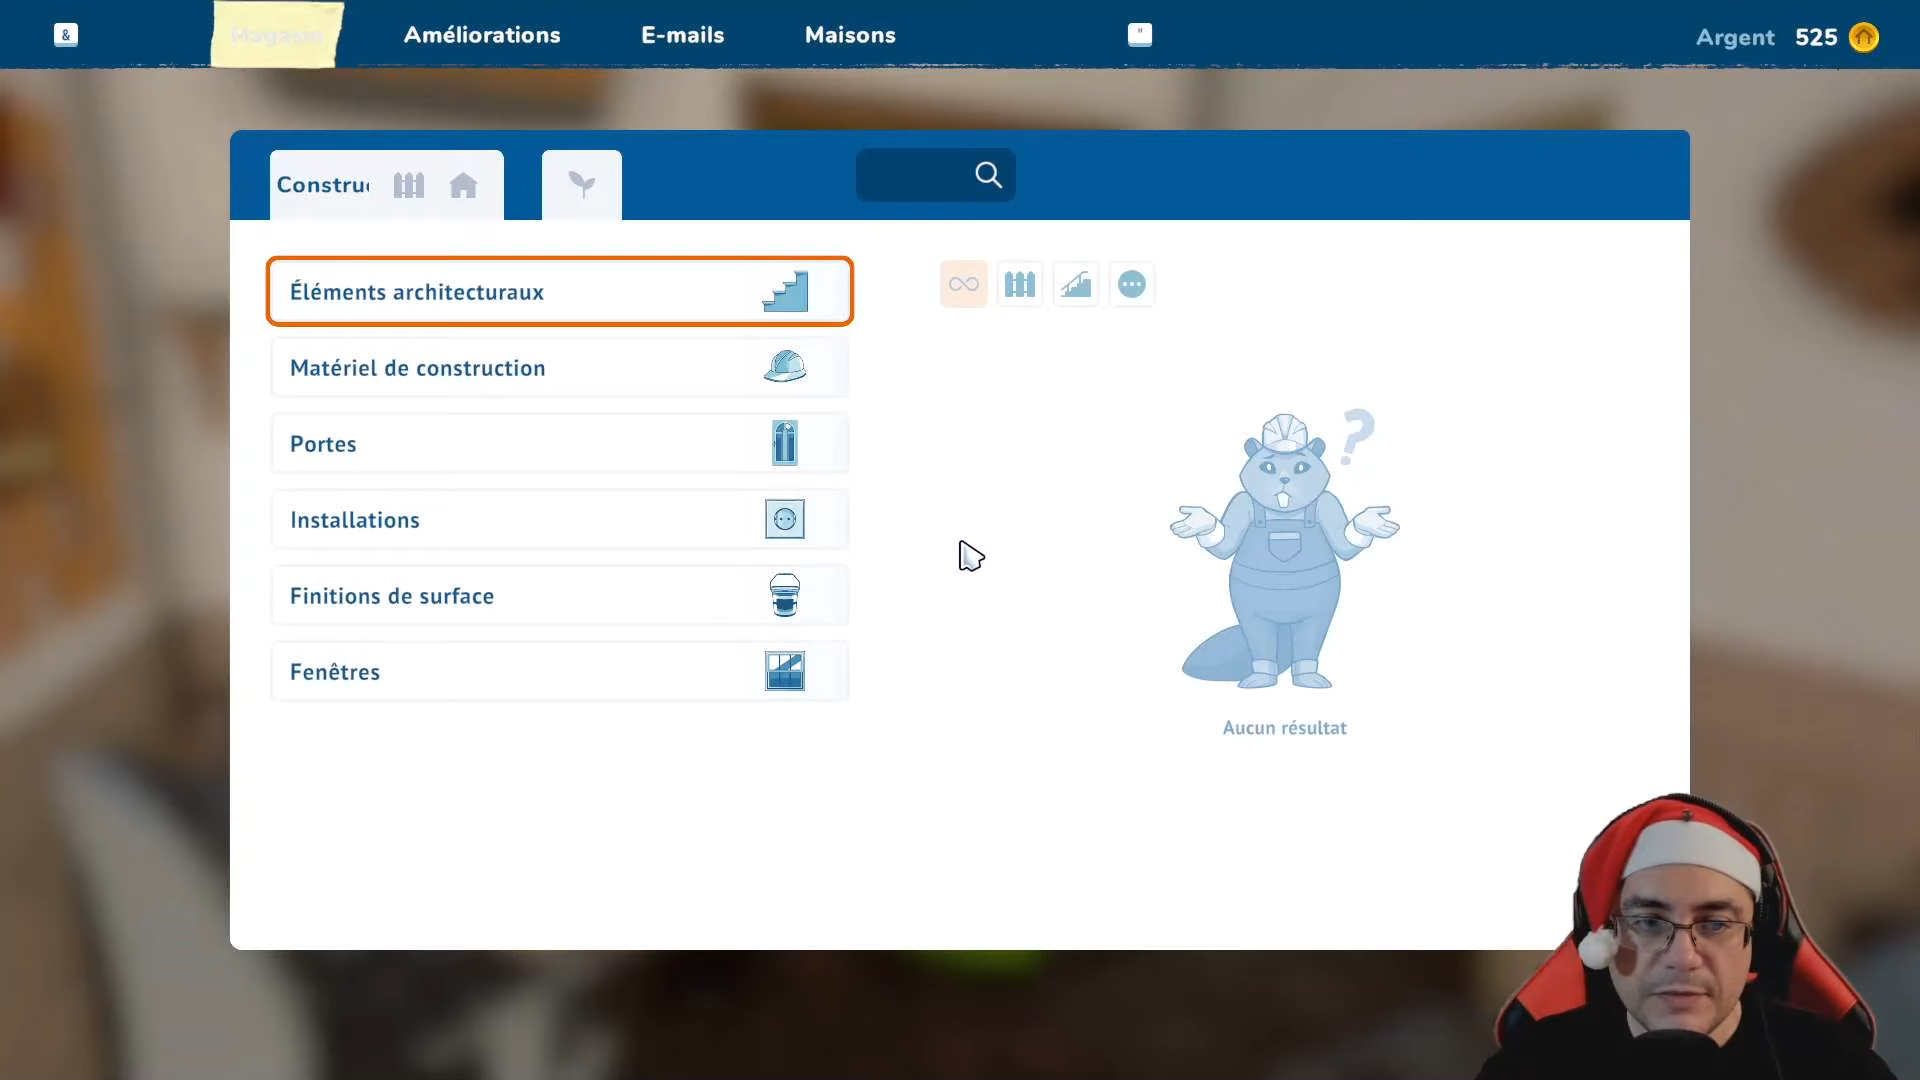 &
Magasin
Améliorations
E-mails
Maisons
"
Argent 525
Constru
Éléments architecturaux
Matériel de construction
Portes
Installations
Finitions de surface
Fenêtres
?
Aucun résultat